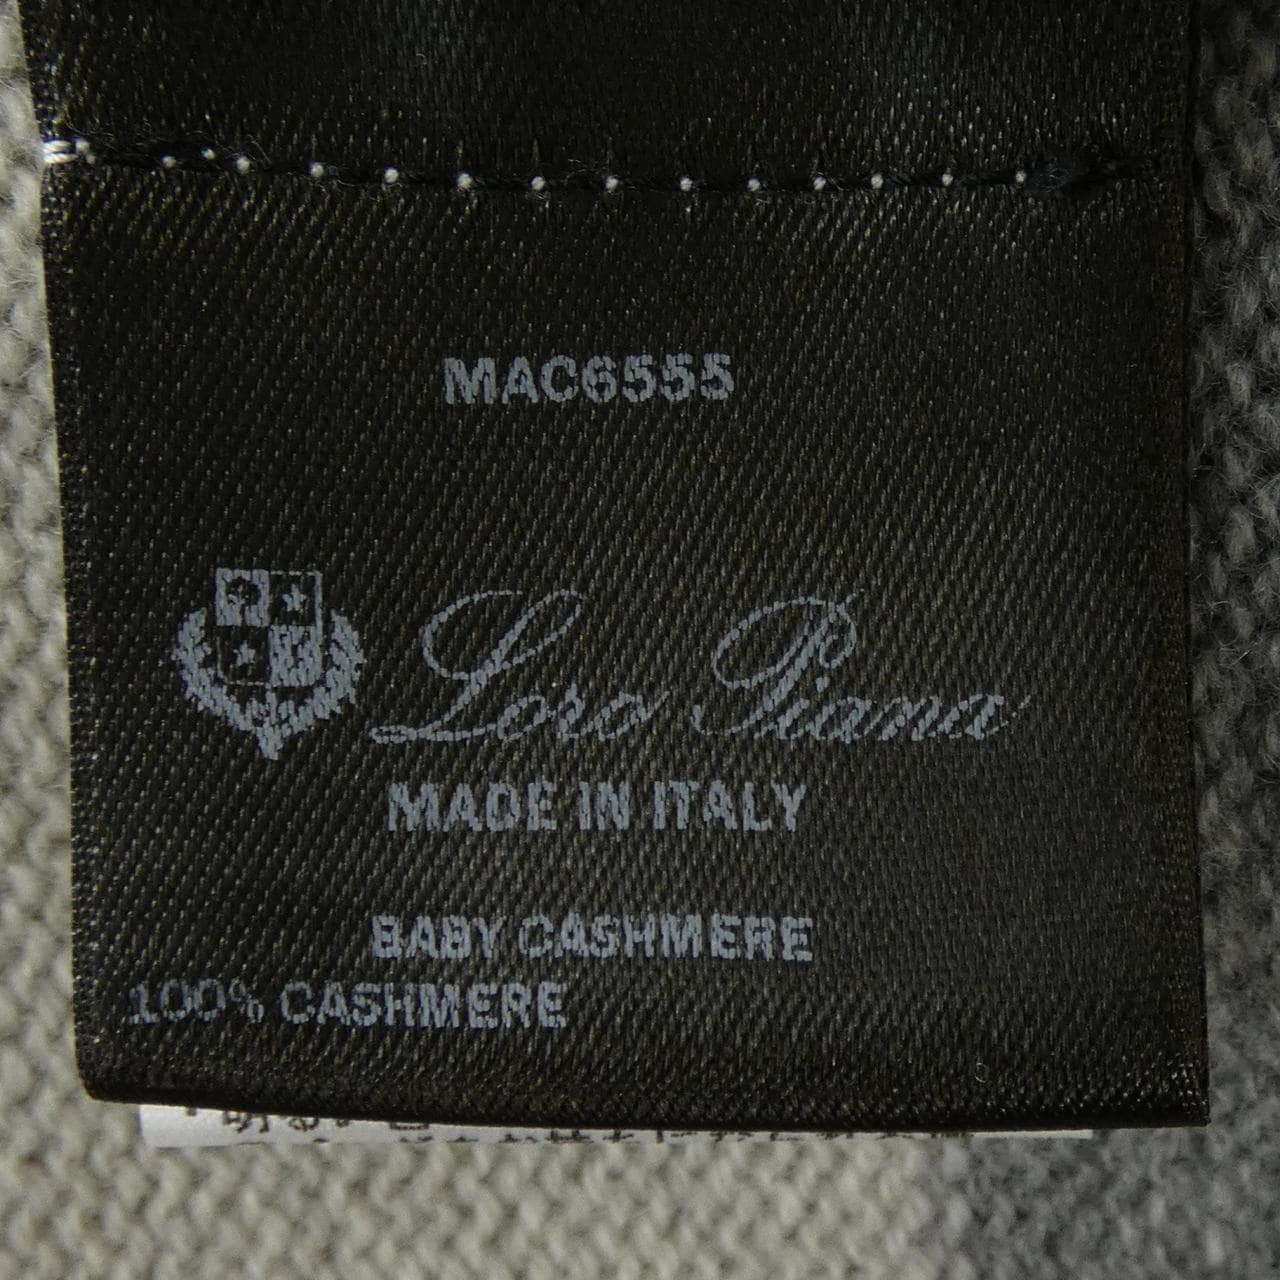 MAC6555
Loro Piana
MADE IN ITALY
BABY CASHMERE
100% CASHMERE